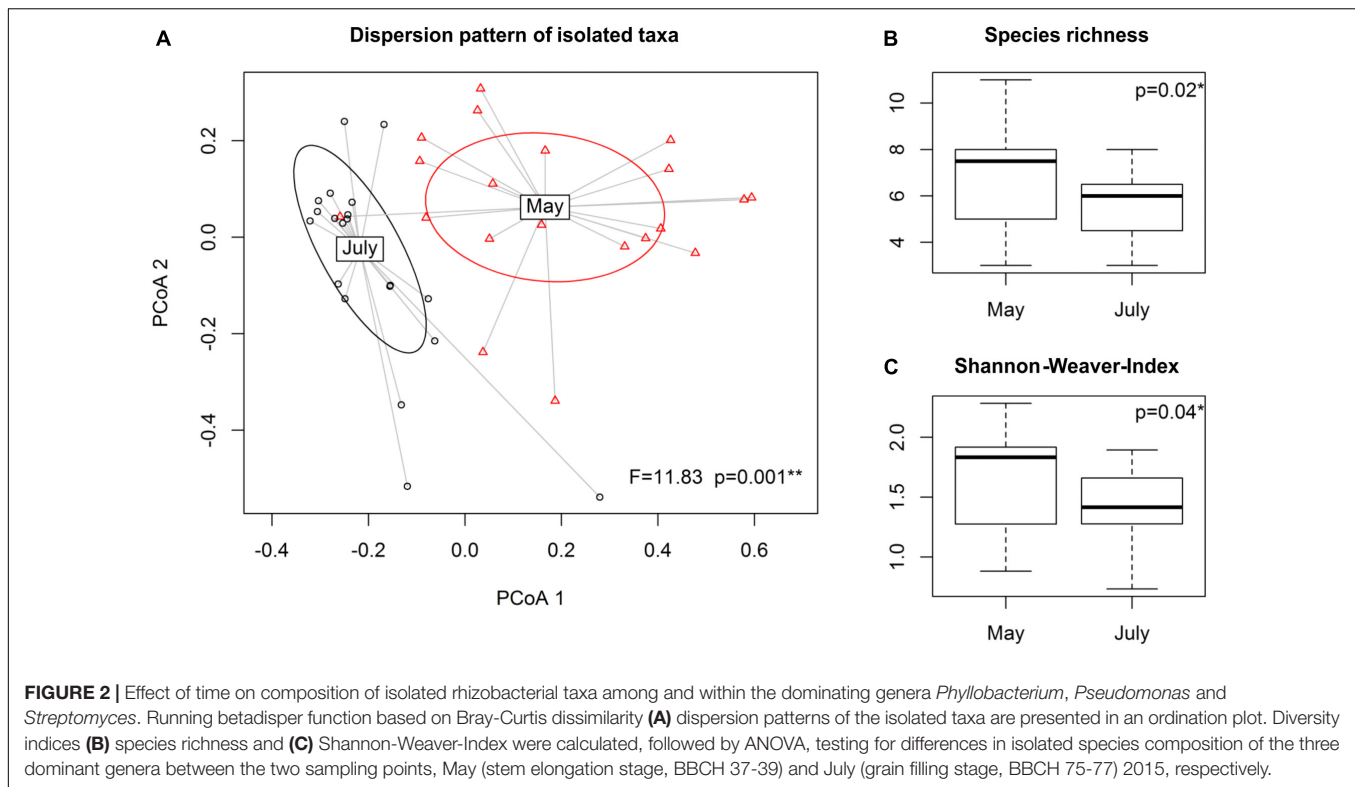 A
Dispersion pattern of isolated taxa
0.2
0.0
-0.2
-0.4
PCoA 2
May
July
F=11.83 p=0.001**
-0.4
-0.2
0.0
0.2
0.4
0.6
PCoA 1
B
Species richness
p=0.02*
10
8
6
4
May
July
C
Shannon-Weaver-Index
p=0.04*
2.0
1.5
1.0
May
July
FIGURE 2 | Effect of time on composition of isolated rhizobacterial taxa among and within the dominating genera Phyllobacterium, Pseudomonas and
Streptomyces. Running betadisper function based on Bray-Curtis dissimilarity (A) dispersion patterns of the isolated taxa are presented in an ordination plot. Diversity
indices (B) species richness and (C) Shannon-Weaver-Index were calculated, followed by ANOVA, testing for differences in isolated species composition of the three
dominant genera between the two sampling points, May (stem elongation stage, BBCH 37-39) and July (grain filling stage, BBCH 75-77) 2015, respectively.